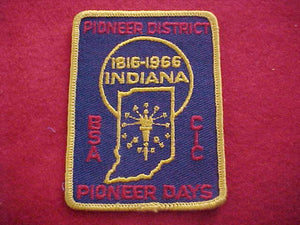 PIONEER DISTRICT
1816-1966
INDIANA
BSA
CIC
PIONEER DAYS